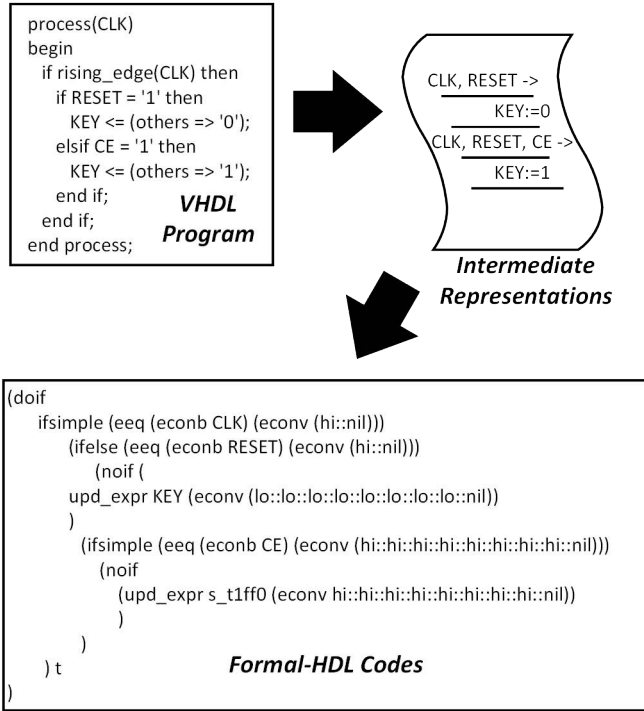 process(CLK)
begin
if rising_edge(CLK) then
if RESET = '1' then
KEY <= (others => '0');
elsif CE = '1' then
KEY <= (others => '1');
end if;
end if;
end process;
VHDL
Program
CLK, RESET ->
KEY:=0
CLK, RESET, CE ->
KEY:=1
Intermediate
Representations
(doif
ifsimple (eeq (econb CLK) (econv (hi::nil)))
(ifelse (eeq (econb RESET) (econv (hi::nil)))
(noif (
upd_expr KEY (econv (lo::lo::lo::lo::lo::lo::lo::lo::nil))
)
(ifsimple (eeq (econb CE) (econv (hi::hi::hi::hi::hi::hi::hi::hi::nil)))
(noif
(upd_expr s_t1ff0 (econv hi::hi::hi::hi::hi::hi::hi::hi::nil))
)
)
) t
)
Formal-HDL Codes